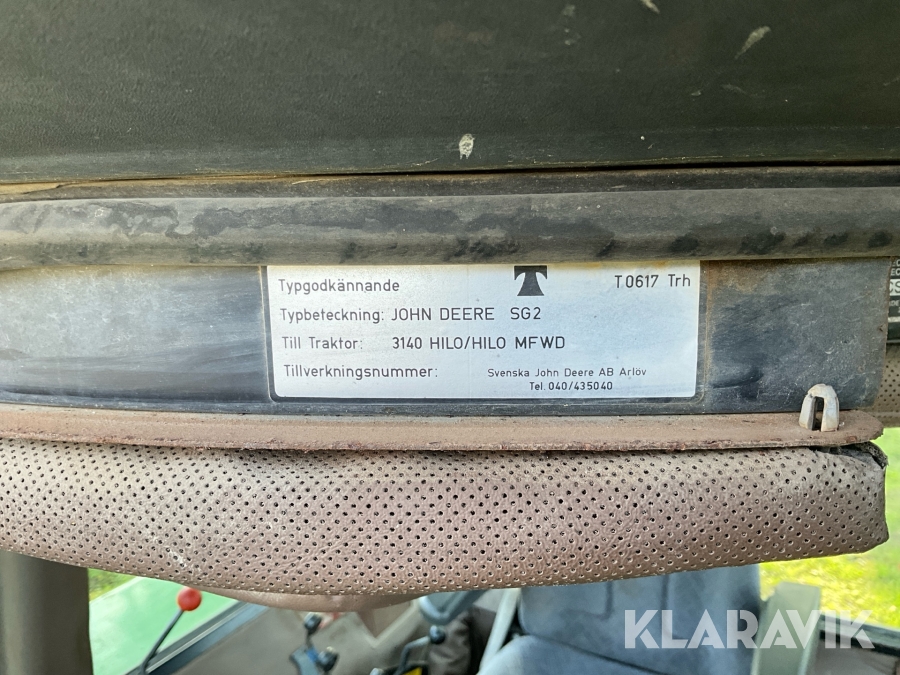 Typgodkännande T0617 Trh
Typbeteckning: JOHN DEERE SG2
Till Traktor: 3140 HILO/HILO MFWD
Tillverkningsnummer: Svenska John Deere AB Arlöv
Tel. 040/435040
KLARAVIK